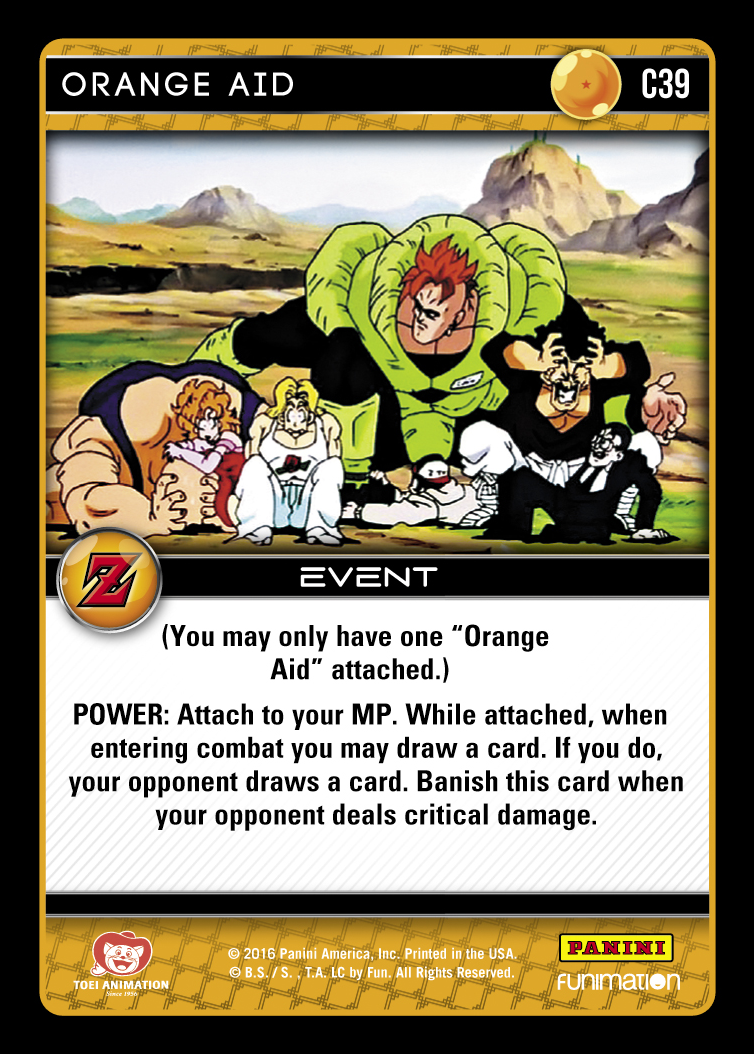 ORANGE AID
C39
Z
EVENT
(You may only have one “Orange
Aid” attached.)
POWER: Attach to your MP. While attached, when
entering combat you may draw a card. If you do,
your opponent draws a card. Banish this card when
your opponent deals critical damage.
TOEI ANIMATION
Since 1956
© 2016 Panini America, Inc. Printed in the USA.
© B.S. / S. , T.A. LC by Fun. All Rights Reserved.
PANINI
FUNIMATION